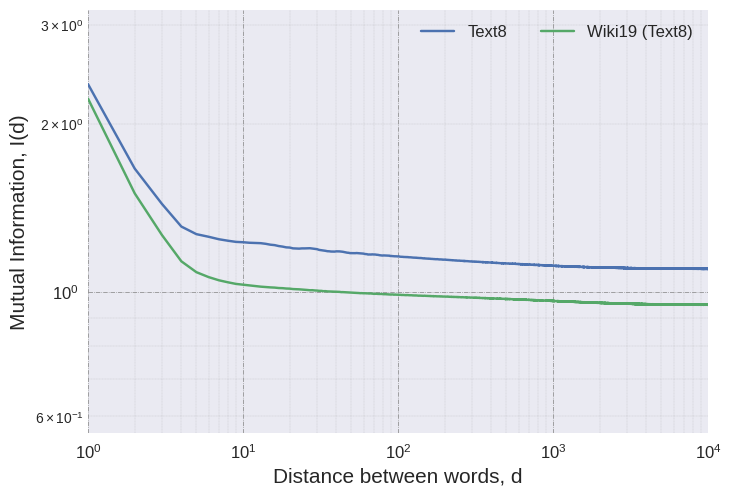 3×10⁰
2×10⁰
10⁰
6×10⁻¹
Mutual Information, I(d)
Text8
Wiki19 (Text8)
10⁰
10¹
10²
10³
10⁴
Distance between words, d